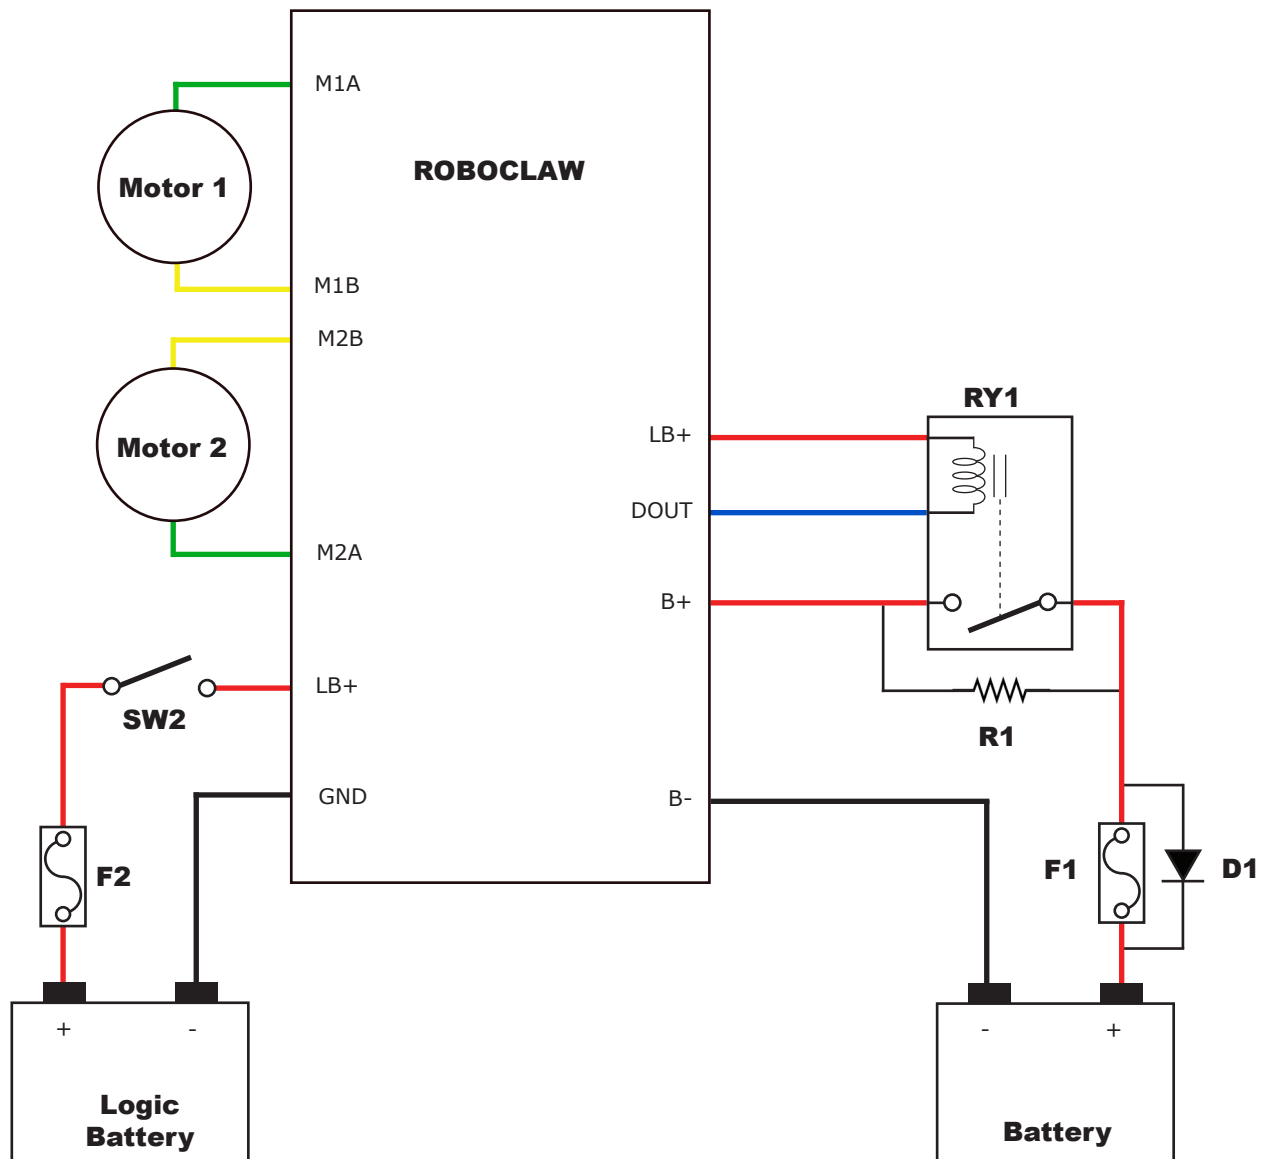 M1A
ROBOCLAW
Motor 1
M1B
M2B
Motor 2
M2A
RY1
LB+
DOUT
B+
SW2
LB+
R1
GND
B-
F2
F1
D1
+
-
-
+
Logic
Battery
Battery